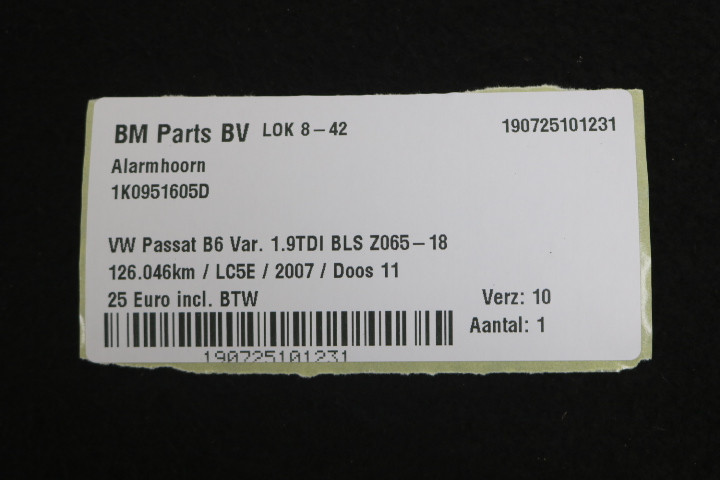 BM Parts BV LOK 8-42 190725101231
Alarmhoorn
1K0951605D
VW Passat B6 Var. 1.9TDI BLS Z065-18
126.046km / LC5E / 2007 / Doos 11
25 Euro incl. BTW Verz: 10
Aantal: 1
190725101231